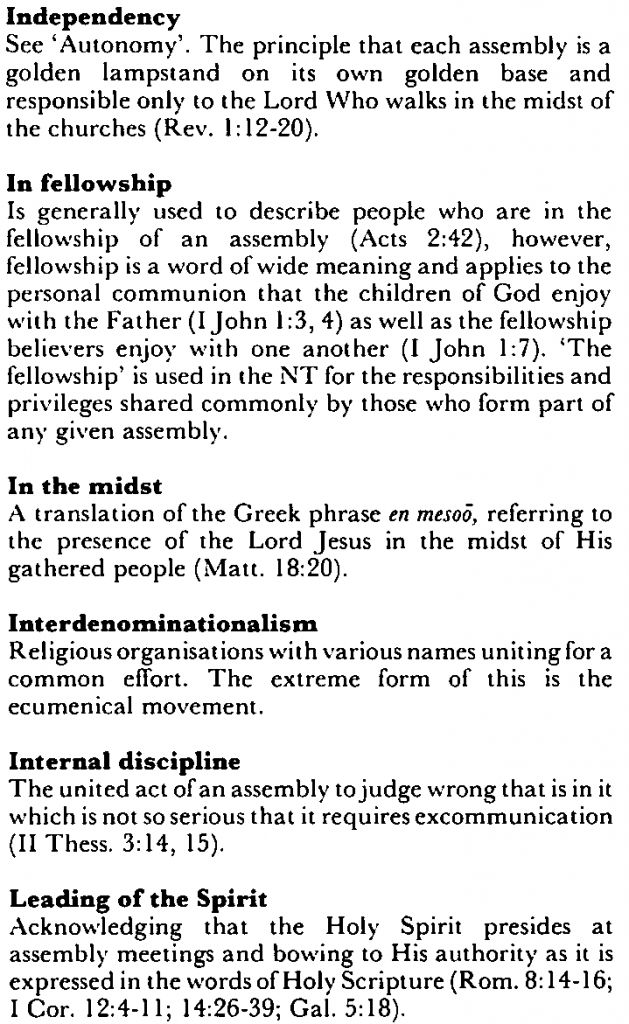 Independency
See ‘Autonomy’. The principle that each assembly is a
golden lampstand on its own golden base and
responsible only to the Lord Who walks in the midst of
the churches (Rev. 1:12-20).
In fellowship
Is generally used to describe people who are in the
fellowship of an assembly (Acts 2:42), however,
fellowship is a word of wide meaning and applies to the
personal communion that the children of God enjoy
with the Father (I John 1:3, 4) as well as the fellowship
believers enjoy with one another (I John 1:7). ‘The
fellowship’ is used in the NT for the responsibilities and
privileges shared commonly by those who form part of
any given assembly.
In the midst
A translation of the Greek phrase en mesoō, referring to
the presence of the Lord Jesus in the midst of His
gathered people (Matt. 18:20).
Interdenominationalism
Religious organisations with various names uniting for a
common effort. The extreme form of this is the
ecumenical movement.
Internal discipline
The united act of an assembly to judge wrong that is in it
which is not so serious that it requires excommunication
(II Thess. 3:14, 15).
Leading of the Spirit
Acknowledging that the Holy Spirit presides at
assembly meetings and bowing to His authority as it is
expressed in the words of Holy Scripture (Rom. 8:14-16;
I Cor. 12:4-11; 14:26-39; Gal. 5:18).